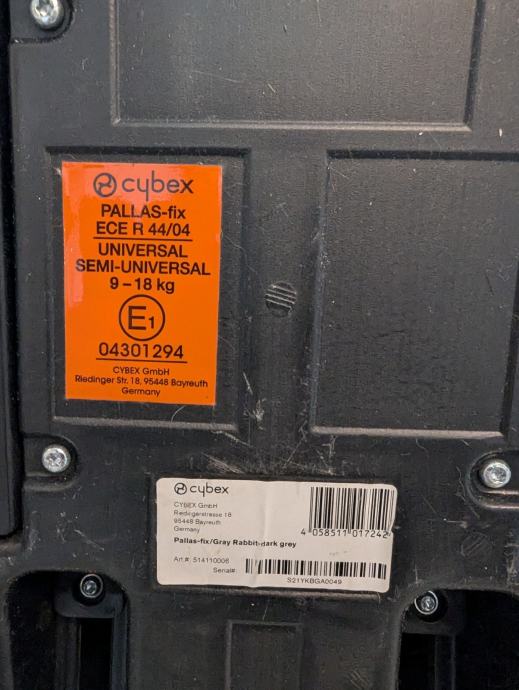 cybex
PALLAS-fix
ECE R 44/04
UNIVERSAL
SEMI-UNIVERSAL
9 – 18 kg
E1
04301294
CYBEX GmbH
Riedinger Str. 18, 95448 Bayreuth
Germany
cybex
CYBEX GmbH
Riedingerstrasse 18
95448 Bayreuth
Germany
4 058511 017242
Pallas-fix/Gray Rabbit-dark grey
Art #: 514110006
Serial#:
S21YKBGA0049